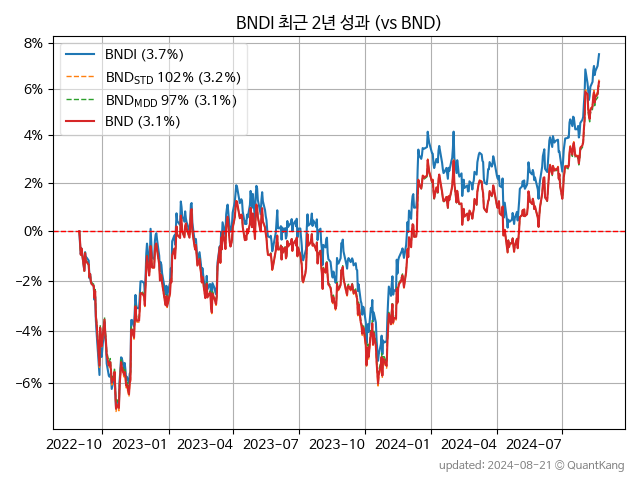 BNDI 최근 2년 성과 (vs BND)
BNDI (3.7%)
BND_STD 102% (3.2%)
BND_MDD 97% (3.1%)
BND (3.1%)
8%
6%
4%
2%
0%
−2%
−4%
−6%
2022-10 2023-01 2023-04 2023-07 2023-10 2024-01 2024-04 2024-07
updated: 2024-08-21 © QuantKang